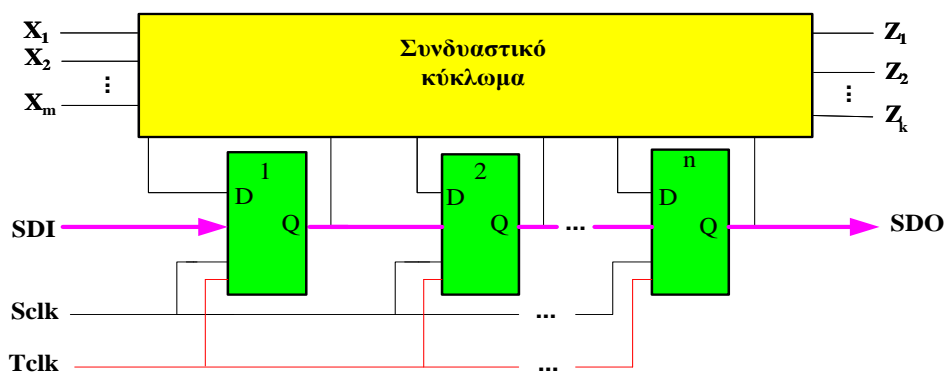 X1
X2
...
Xm
Συνδυαστικό
κύκλωμα
Z1
Z2
...
Zk
1
D
Q
2
D
Q
n
D
Q
SDI
...
SDO
Sclk
...
Tclk
...